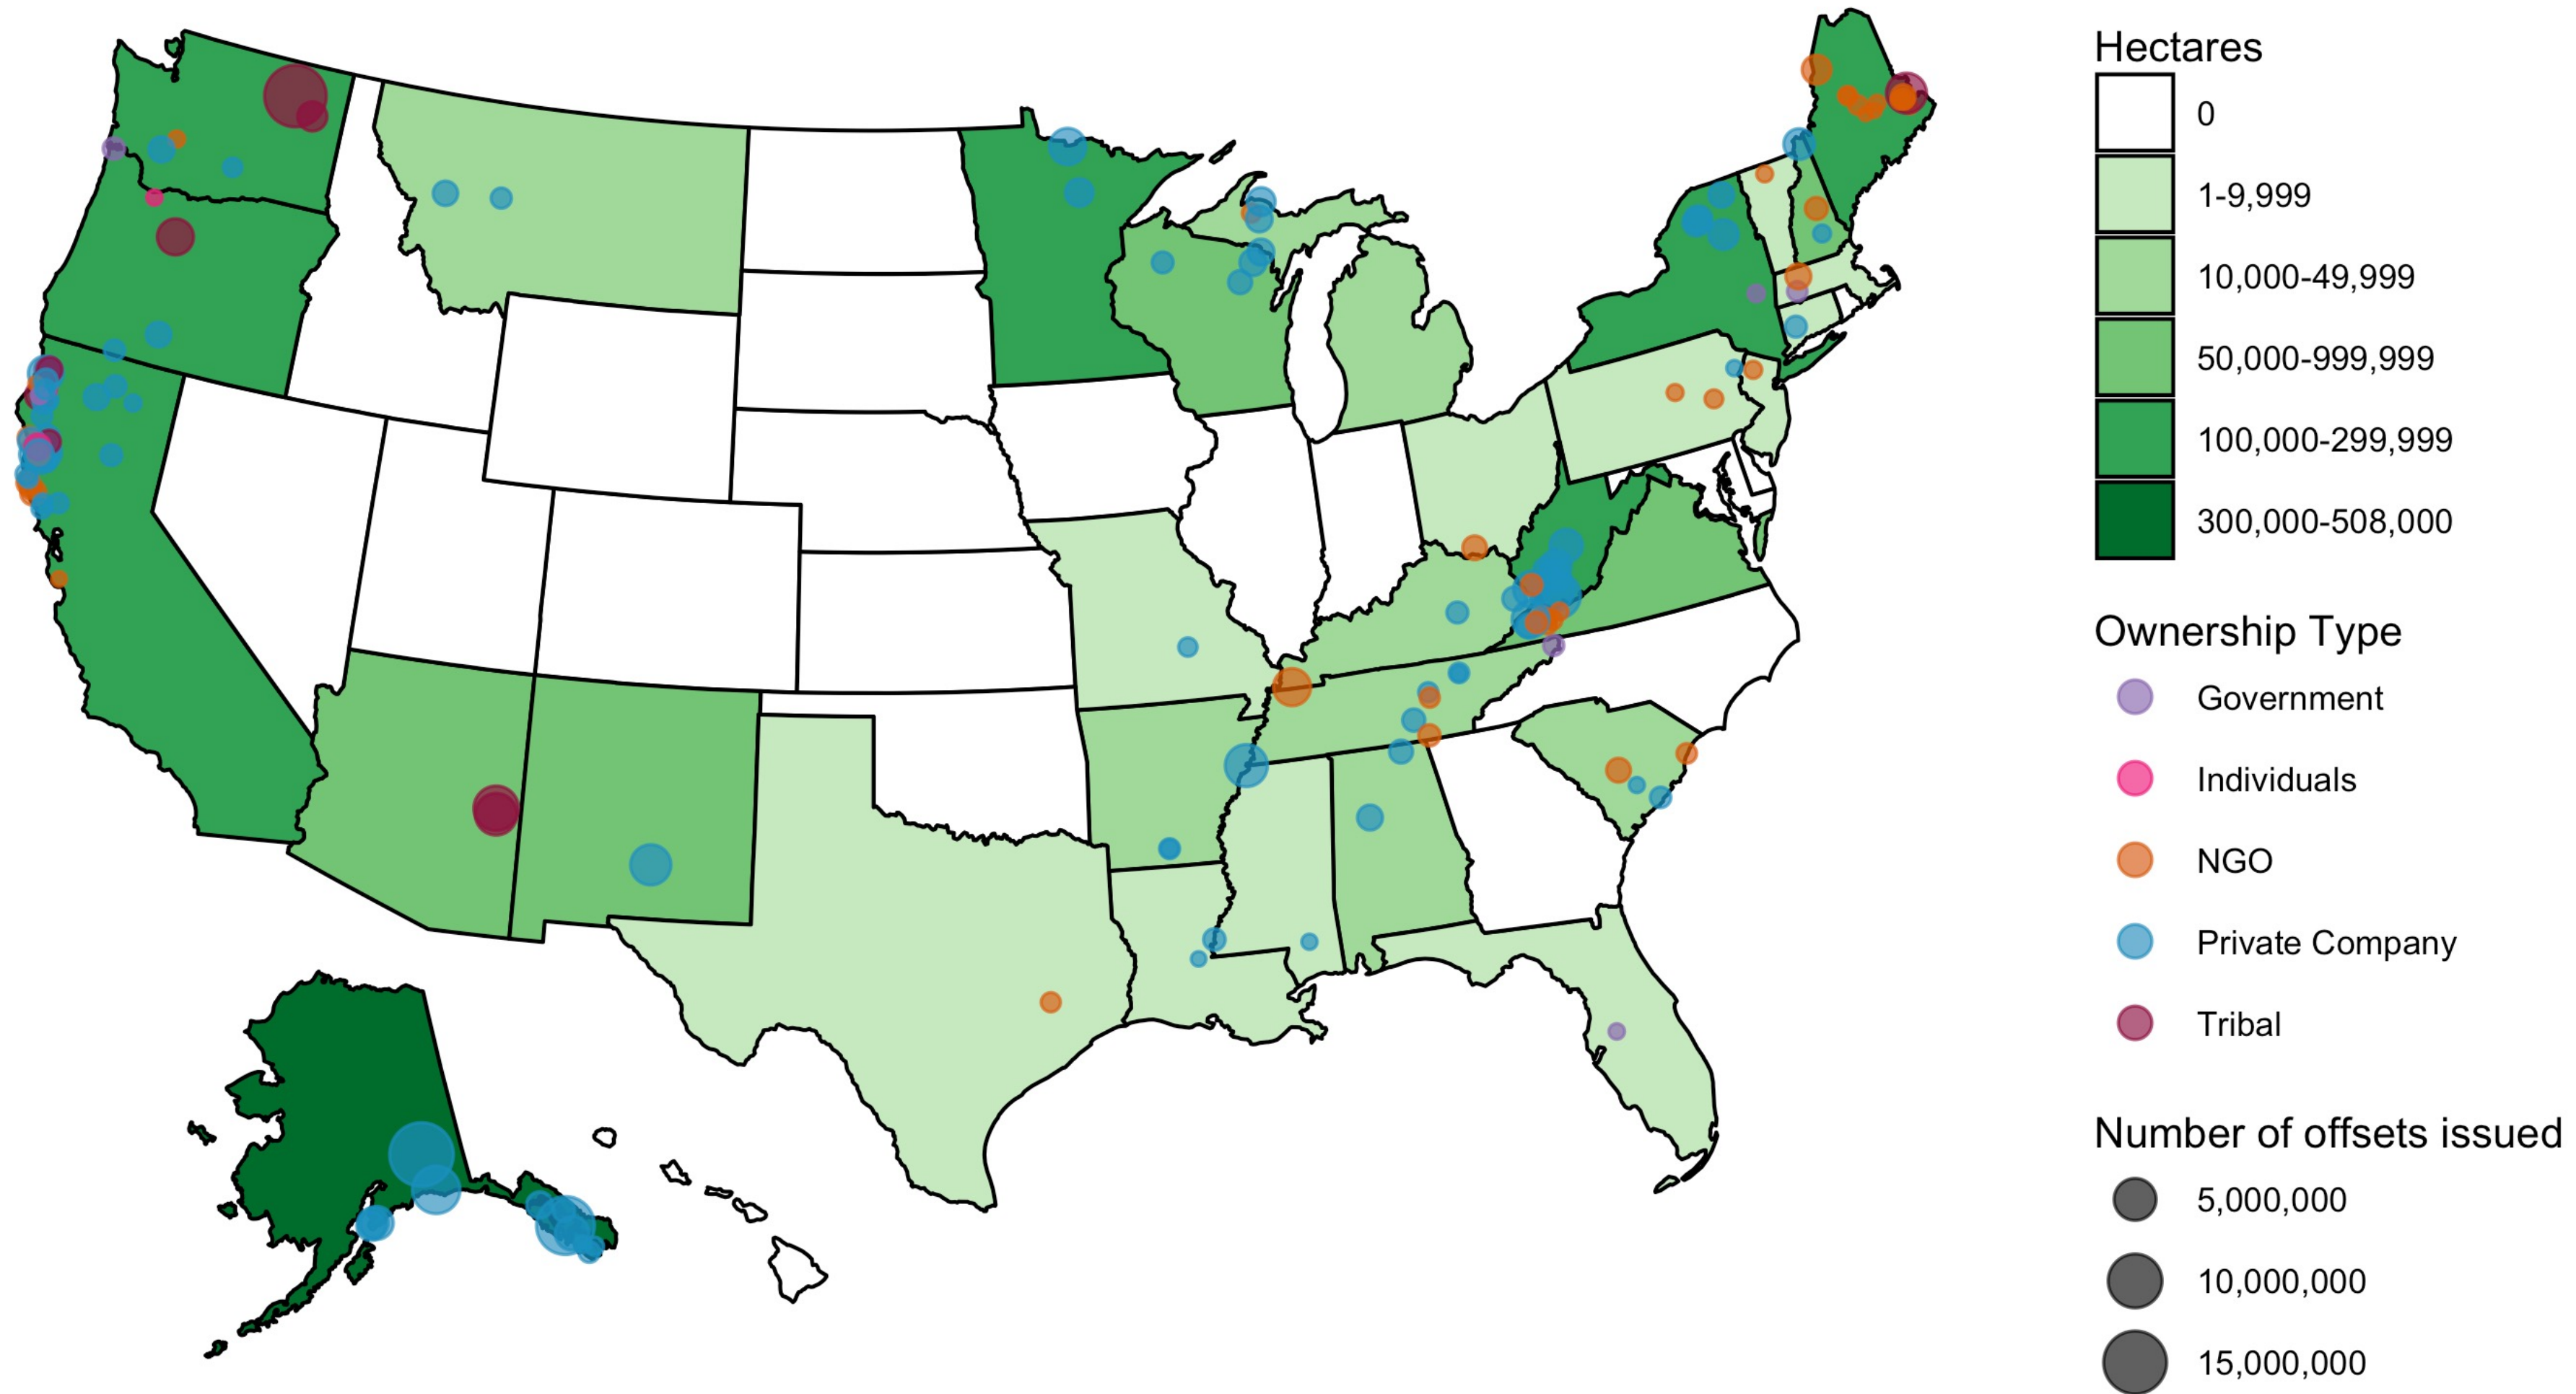 Hectares
0
1-9,999
10,000-49,999
50,000-999,999
100,000-299,999
300,000-508,000
Ownership Type
Government
Individuals
NGO
Private Company
Tribal
Number of offsets issued
5,000,000
10,000,000
15,000,000